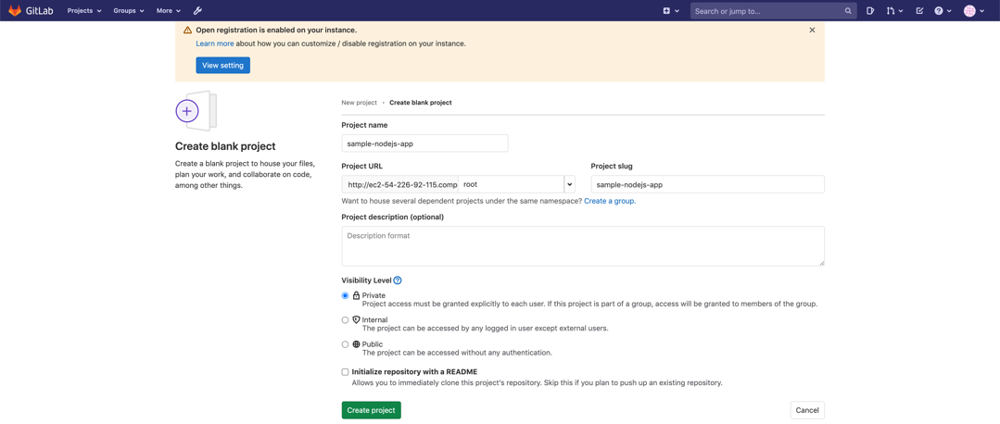 GitLab Projects Groups More Search or jump to...
Open registration is enabled on your instance.
Learn more about how you can customize / disable registration on your instance.
View setting
Create blank project
Create a blank project to house your files,
plan your work, and collaborate on code,
among other things.
New project › Create blank project
Project name
sample-nodejs-app
Project URL Project slug
http://ec2-54-226-92-115.comp root sample-nodejs-app
Want to house several dependent projects under the same namespace? Create a group.
Project description (optional)
Description format
Visibility Level
Private
Project access must be granted explicitly to each user. If this project is part of a group, access will be granted to members of the group.
Internal
The project can be accessed by any logged in user except external users.
Public
The project can be accessed without any authentication.
Initialize repository with a README
Allows you to immediately clone this project's repository. Skip this if you plan to push up an existing repository.
Create project Cancel